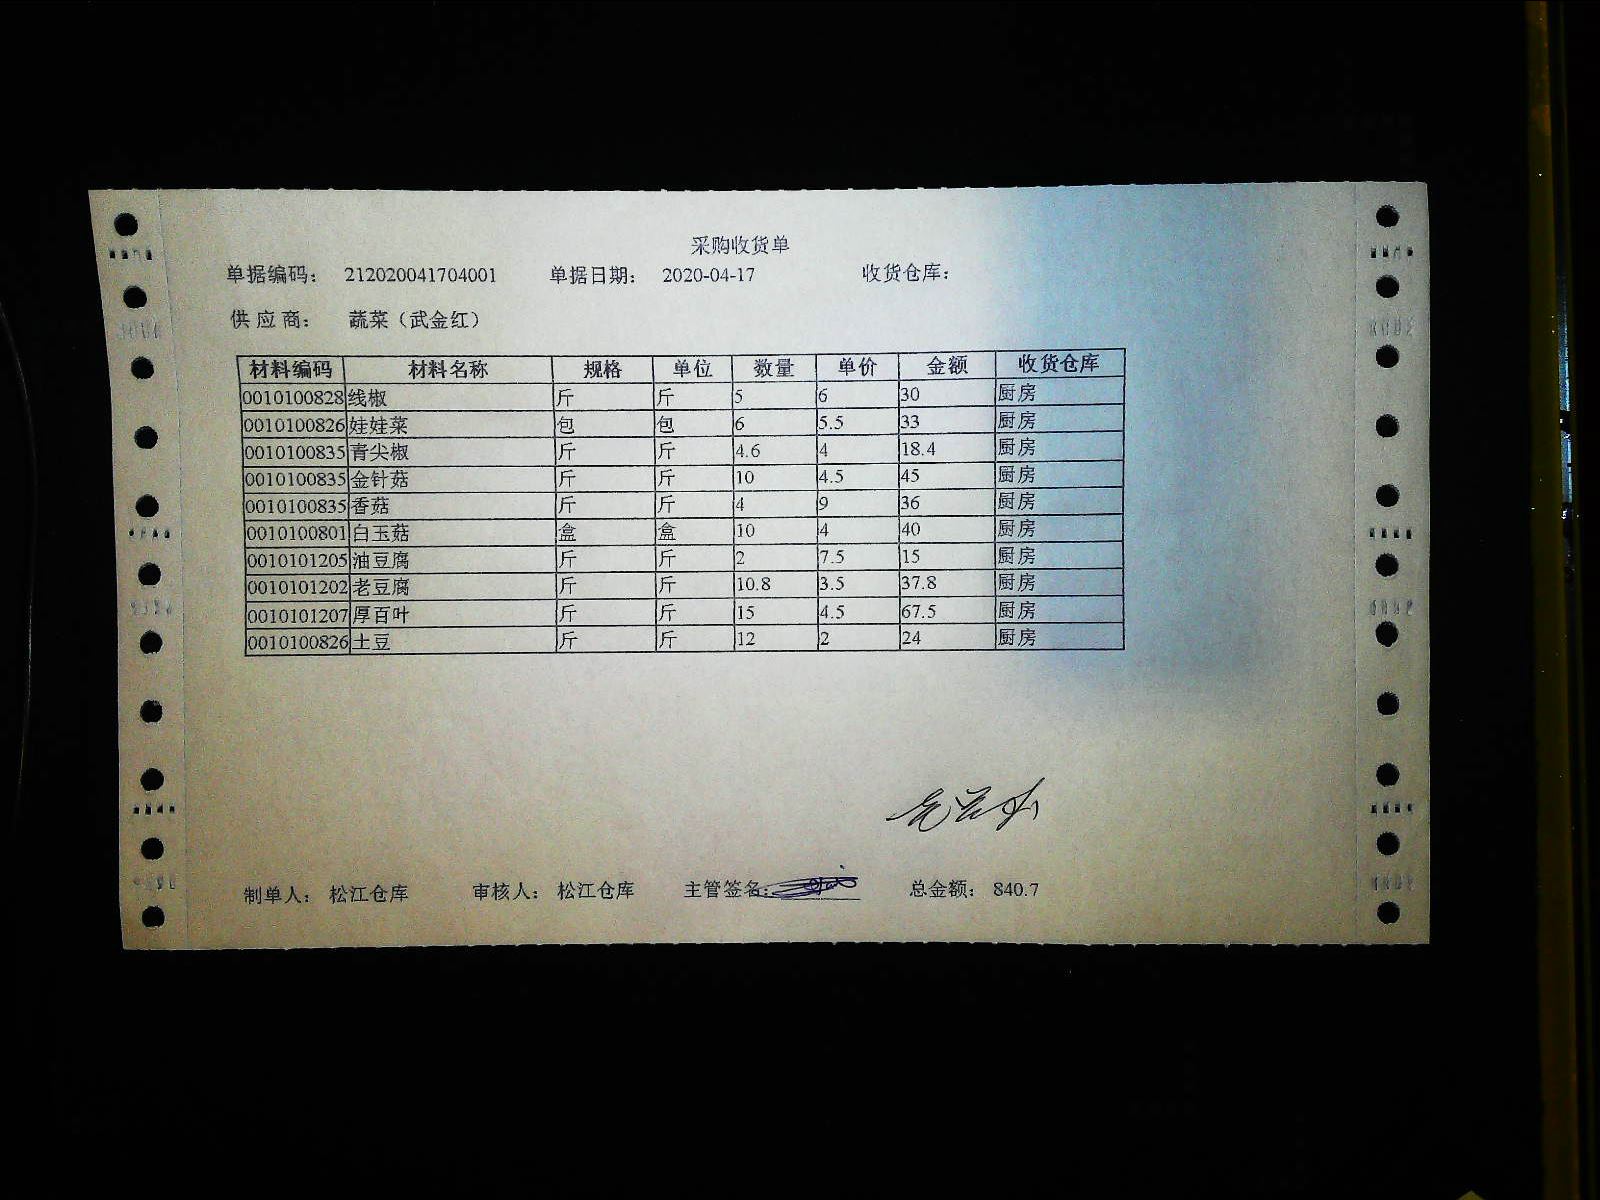 采购收货单
单据编码： 212020041704001 单据日期： 2020-04-17 收货仓库：
供 应 商： 蔬菜（武金红）
材料编码 材料名称 规格 单位 数量 单价 金额 收货仓库
0010100828 线椒 斤 斤 5 6 30 厨房
0010100826 娃娃菜 包 包 6 5.5 33 厨房
0010100835 青尖椒 斤 斤 4.6 4 18.4 厨房
0010100835 金针菇 斤 斤 10 4.5 45 厨房
0010100835 香菇 斤 斤 4 9 36 厨房
0010100801 白玉菇 盒 盒 10 4 40 厨房
0010101205 油豆腐 斤 斤 2 7.5 15 厨房
0010101202 老豆腐 斤 斤 10.8 3.5 37.8 厨房
0010101207 厚百叶 斤 斤 15 4.5 67.5 厨房
0010100826 土豆 斤 斤 12 2 24 厨房
制单人： 松江仓库 审核人： 松江仓库 主管签名： 总金额： 840.7